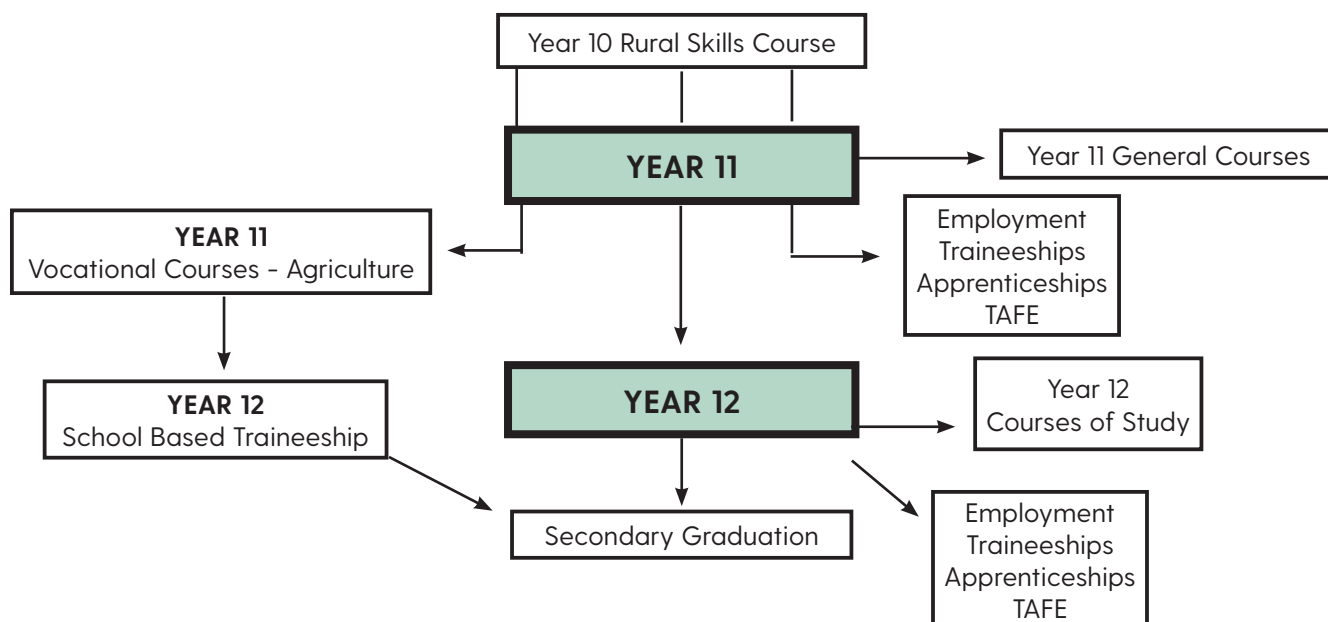 Year 10 Rural Skills Course
YEAR 11
Year 11 General Courses
YEAR 11
Vocational Courses - Agriculture
Employment
Traineeships
Apprenticeships
TAFE
YEAR 12
School Based Traineeship
YEAR 12
Year 12
Courses of Study
Secondary Graduation
Employment
Traineeships
Apprenticeships
TAFE